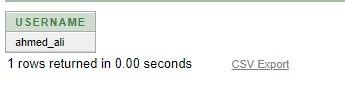 USERNAME
ahmed_ali
1 rows returned in 0.00 seconds CSV Export